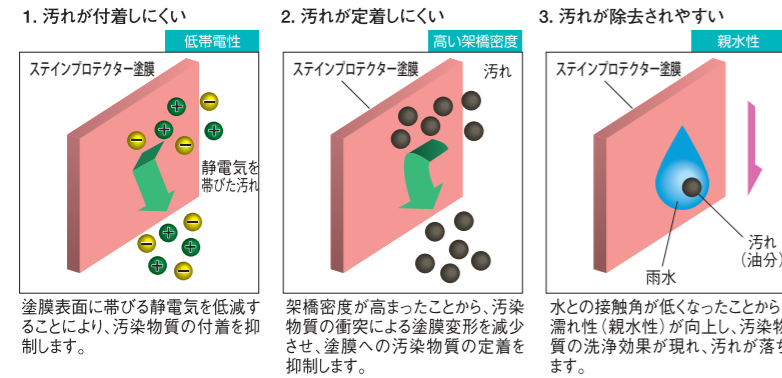 1. 汚れが付着しにくい
低帯電性
ステインプロテクター塗膜
静電気を
帯びた汚れ
塗膜表面に帯びる静電気を低減す
ることにより、汚染物質の付着を抑
制します。
2. 汚れが定着しにくい
高い架橋密度
ステインプロテクター塗膜
汚れ
架橋密度が高まったことから、汚染
物質の衝突による塗膜変形を減少
させ、塗膜への汚染物質の定着を
抑制します。
3. 汚れが除去されやすい
親水性
ステインプロテクター塗膜
汚れ
(油分)
雨水
水との接触角が低くなったことから
濡れ性(親水性)が向上し、汚染物
質の洗浄効果が現れ、汚れが落ち
ます。